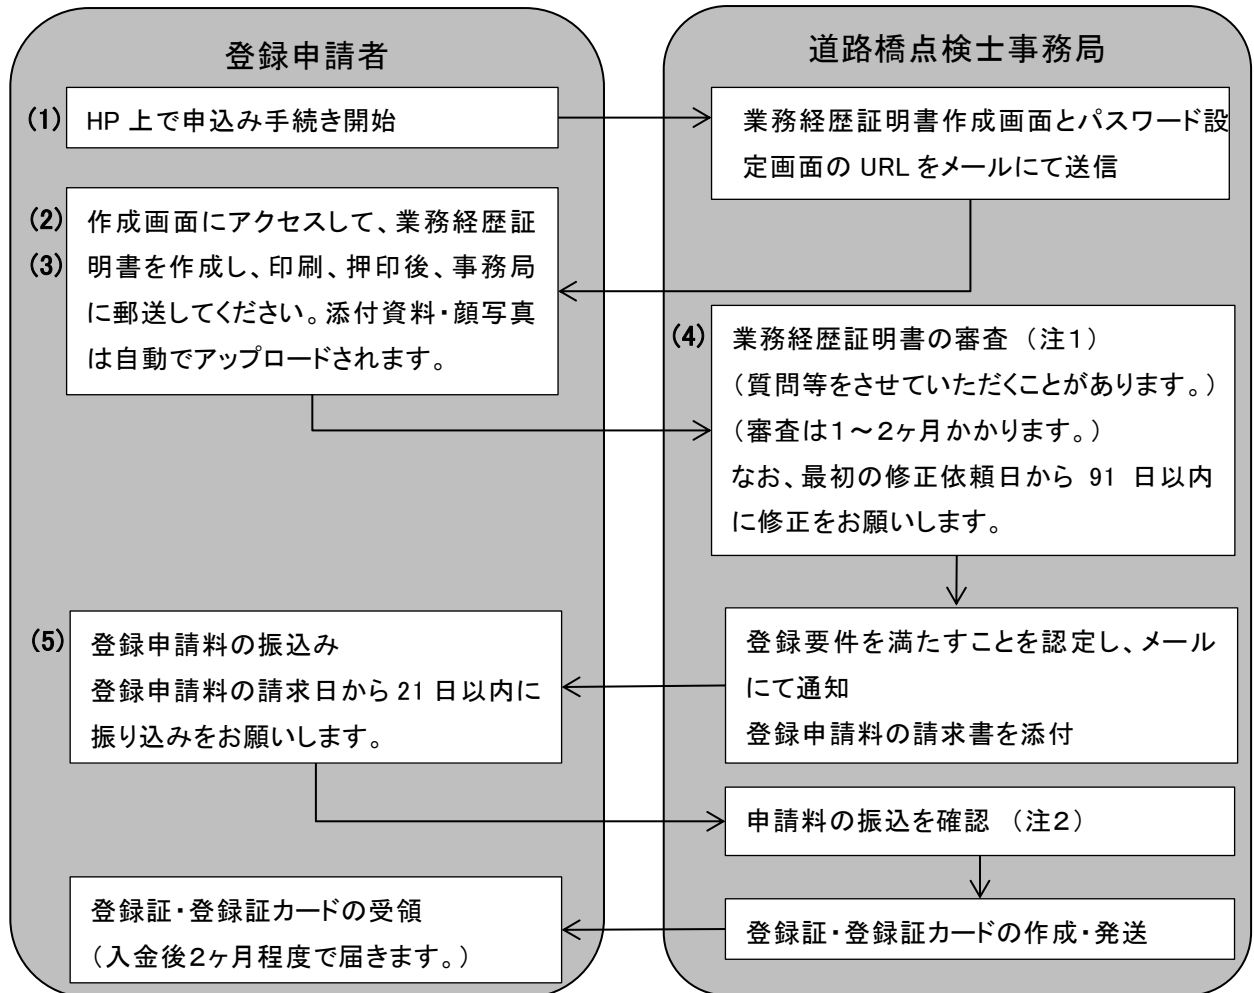 登録申請者
道路橋点検士事務局
(1) HP 上で申込み手続き開始
業務経歴証明書作成画面とパスワード設
定画面の URL をメールにて送信
(2) 作成画面にアクセスして、業務経歴証
(3) 明書を作成し、印刷、押印後、事務局
に郵送してください。添付資料・顔写真
は自動でアップロードされます。
(4) 業務経歴証明書の審査（注１）
（質問等をさせていただくことがあります。）
（審査は１～２ヶ月かかります。）
なお、最初の修正依頼日から 91 日以内
に修正をお願いします。
登録要件を満たすことを認定し、メール
にて通知
登録申請料の請求書を添付
(5) 登録申請料の振込み
登録申請料の請求日から 21 日以内に
振り込みをお願いします。
申請料の振込を確認 （注２）
登録証・登録証カードの作成・発送
登録証・登録証カードの受領
（入金後２ヶ月程度で届きます。）